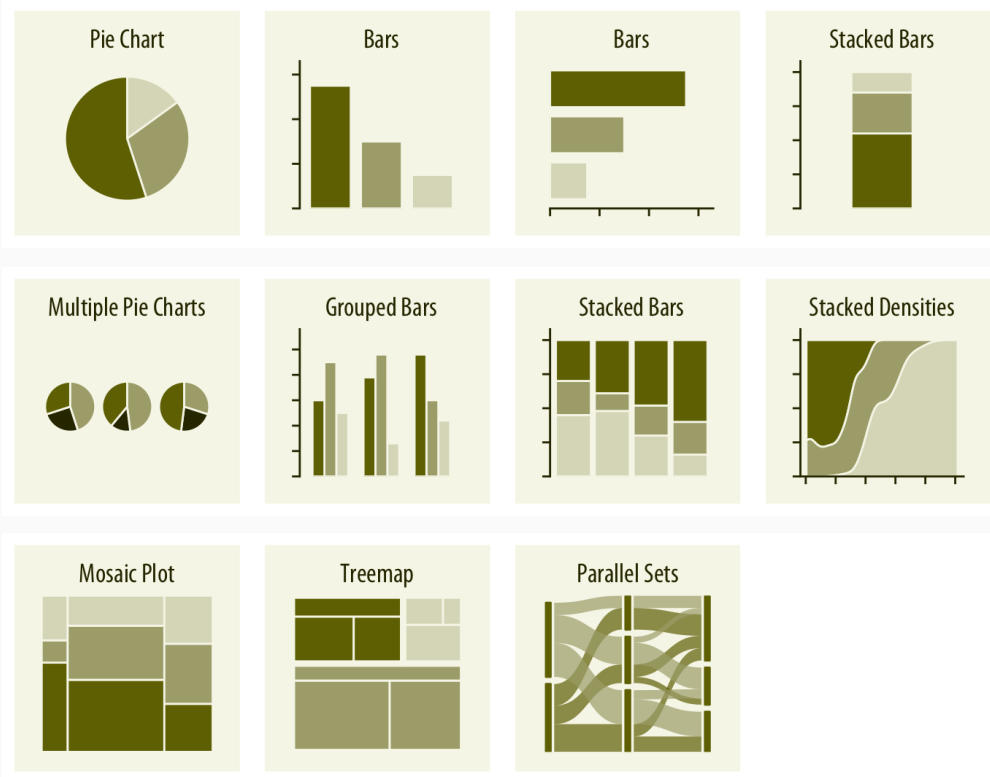 Pie Chart
Bars
Bars
Stacked Bars
Multiple Pie Charts
Grouped Bars
Stacked Bars
Stacked Densities
Mosaic Plot
Treemap
Parallel Sets